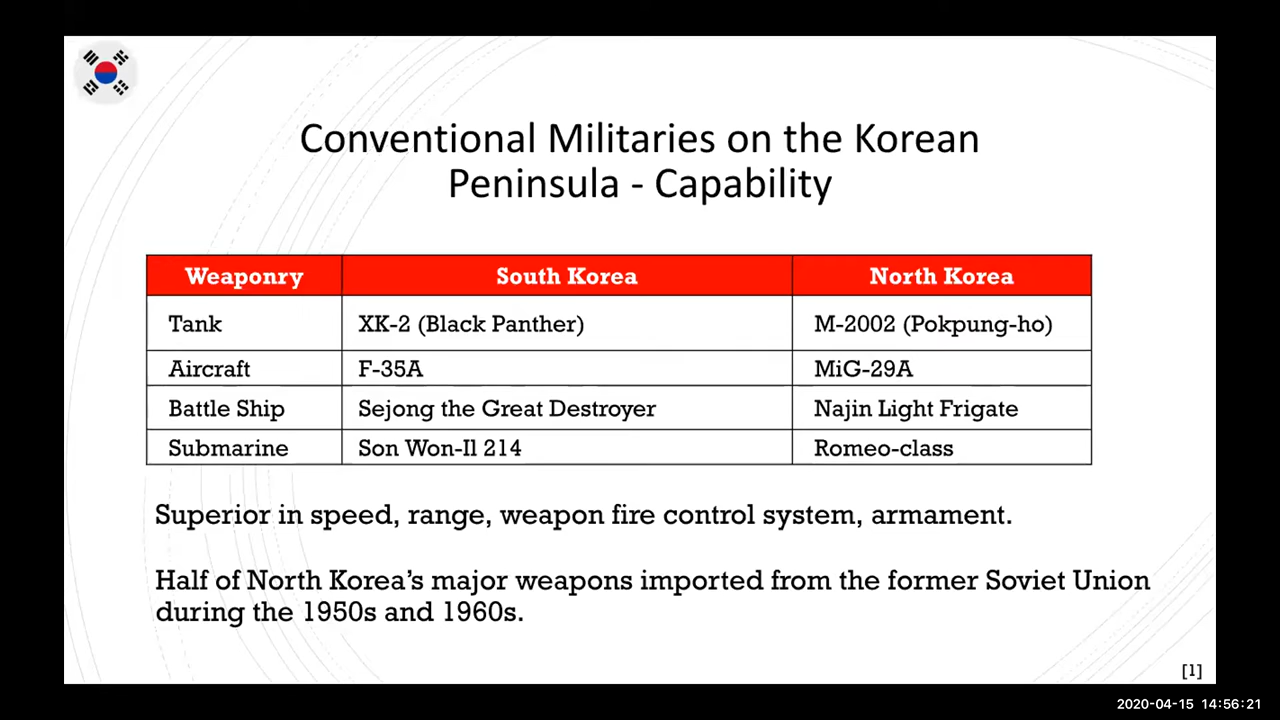 Conventional Militaries on the Korean
Peninsula - Capability
Weaponry South Korea North Korea
Tank XK-2 (Black Panther) M-2002 (Pokpung-ho)
Aircraft F-35A MiG-29A
Battle Ship Sejong the Great Destroyer Najin Light Frigate
Submarine Son Won-Il 214 Romeo-class
Superior in speed, range, weapon fire control system, armament.
Half of North Korea’s major weapons imported from the former Soviet Union
during the 1950s and 1960s.
[1]
2020-04-15 14:56:21